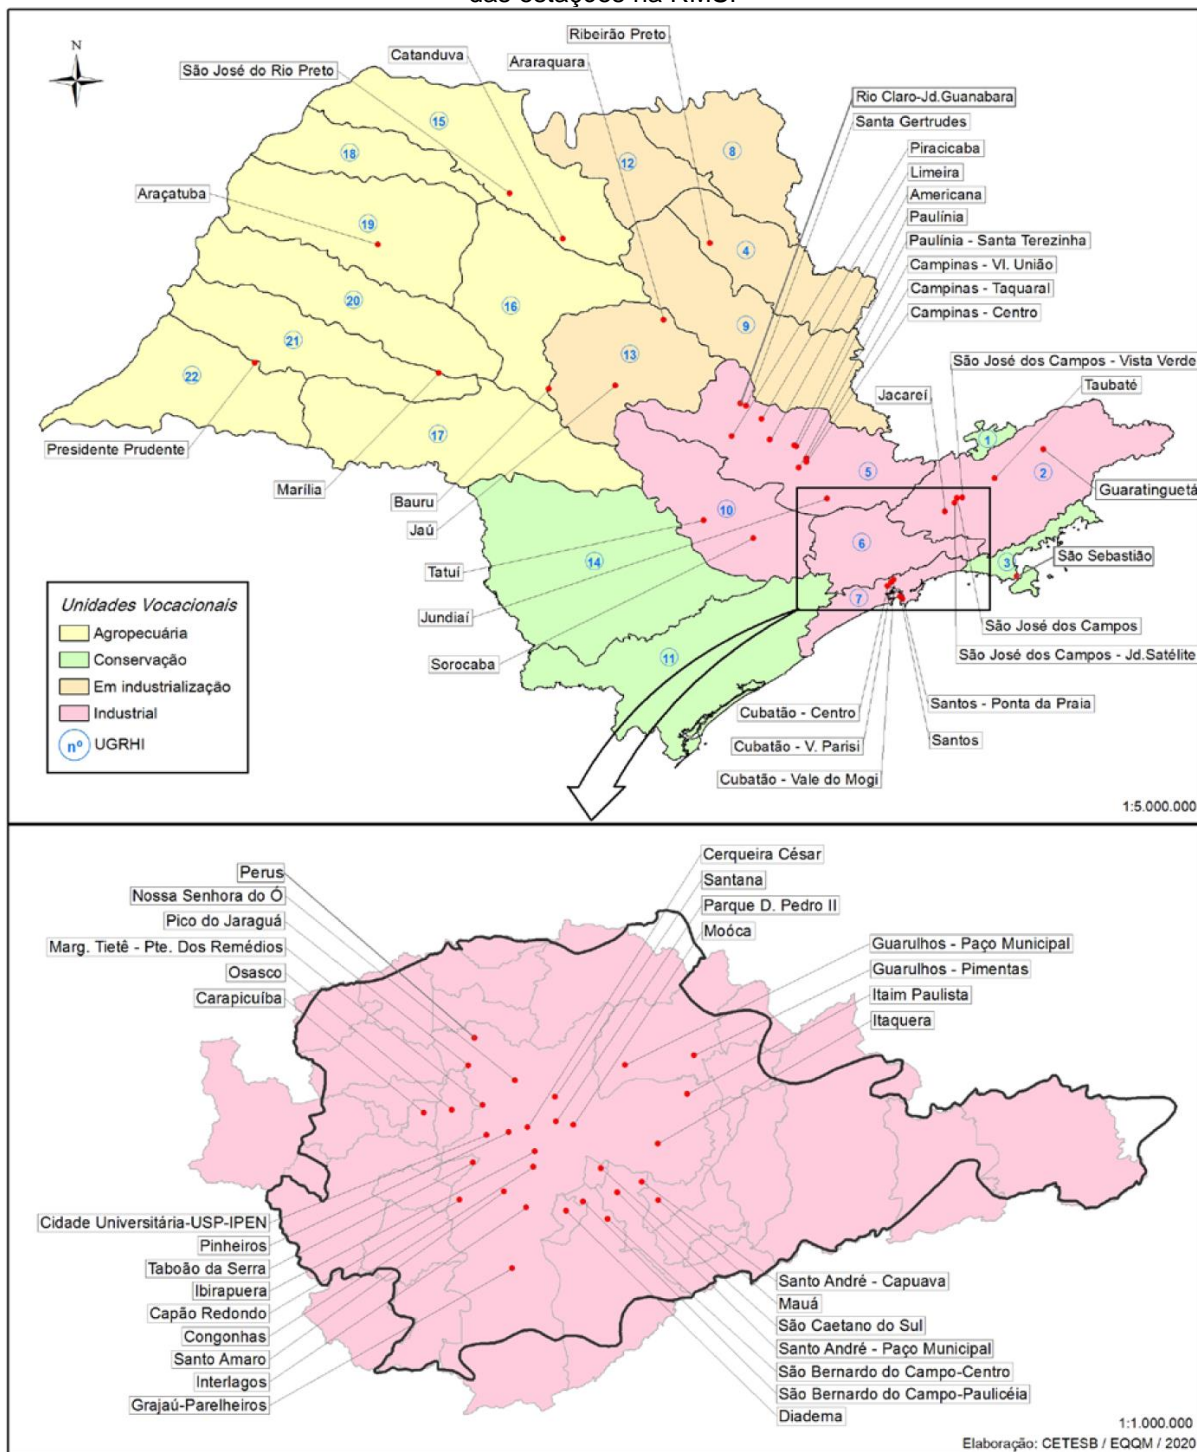 das estações na RMSP
N
Ribeirão Preto
Catanduva
Araraquara
São José do Rio Preto
Rio Claro-Jd.Guanabara
Santa Gertrudes
Piracicaba
Limeira
Americana
Paulínia
Paulínia - Santa Terezinha
Campinas - Vl. União
Campinas - Taquaral
Campinas - Centro
15
18
12
8
Araçatuba
19
4
20
16
9
21
13
22
São José dos Campos - Vista Verde
Jacareí
Taubaté
Presidente Prudente
17
1
2
Marília
Bauru
Jaú
5
Guaratinguetá
10
6
14
3
São Sebastião
Tatuí
7
Jundiaí
Sorocaba
11
São José dos Campos
São José dos Campos - Jd.Satélite
Santos - Ponta da Praia
Cubatão - Centro
Santos
Cubatão - V. Parisi
Cubatão - Vale do Mogi
Unidades Vocacionais
Agropecuária
Conservação
Em industrialização
Industrial
nº UGRHI
1:5.000.000
Perus
Nossa Senhora do Ó
Pico do Jaraguá
Marg. Tietê - Pte. Dos Remédios
Osasco
Carapicuíba
Cerqueira César
Santana
Parque D. Pedro II
Moóca
Guarulhos - Paço Municipal
Guarulhos - Pimentas
Itaim Paulista
Itaquera
Cidade Universitária-USP-IPEN
Pinheiros
Taboão da Serra
Ibirapuera
Capão Redondo
Congonhas
Santo Amaro
Interlagos
Grajaú-Parelheiros
Santo André - Capuava
Mauá
São Caetano do Sul
Santo André - Paço Municipal
São Bernardo do Campo-Centro
São Bernardo do Campo-Paulicéia
Diadema
1:1.000.000
Elaboração: CETESB / EQQM / 2020